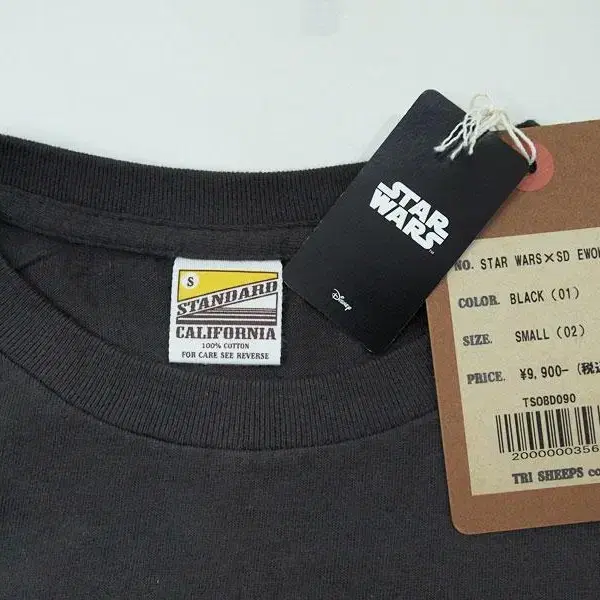 S
STANDARD
CALIFORNIA
100% COTTON
FOR CARE SEE REVERSE
STAR
WARS
Disney
NO. STAR WARS×SD EWOK
COLOR. BLACK (01)
SIZE. SMALL (02)
PRICE. ¥9,900- (税込
TSOBD090
2000000356
TRI SHEEPS co